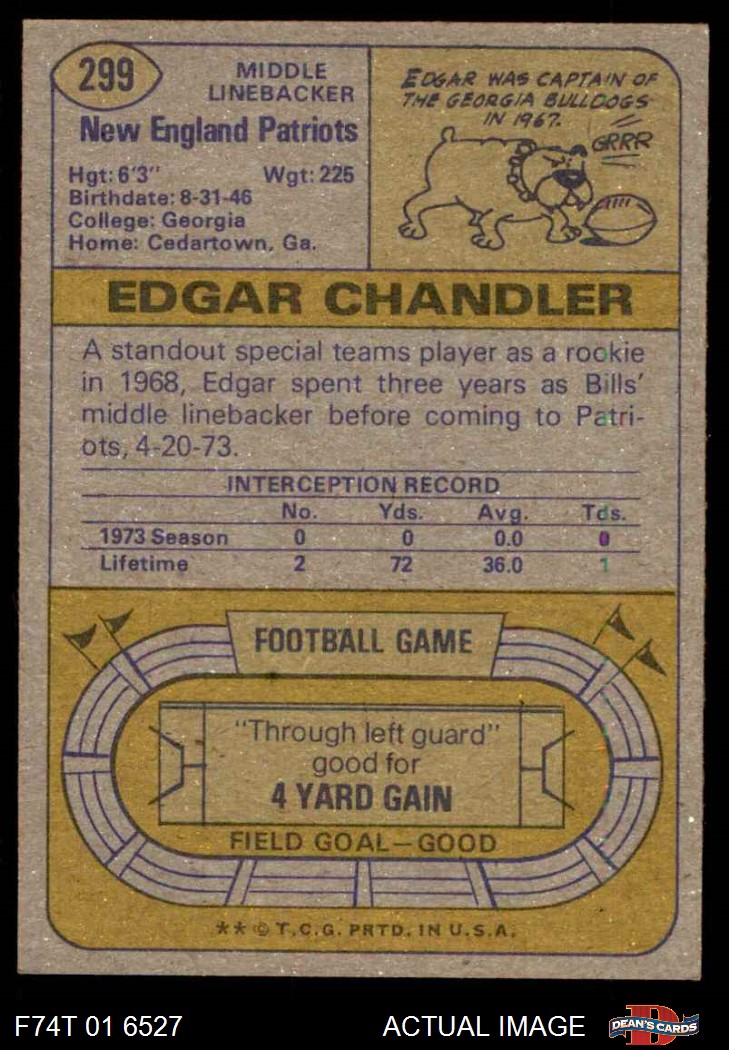 299
MIDDLE
LINEBACKER
New England Patriots
Hgt: 6'3" Wgt: 225
Birthdate: 8-31-46
College: Georgia
Home: Cedartown, Ga.
EDGAR WAS CAPTAIN OF
THE GEORGIA BULLDOGS
IN 1967.
GRRR
EDGAR CHANDLER
A standout special teams player as a rookie
in 1968, Edgar spent three years as Bills'
middle linebacker before coming to Patri-
ots, 4-20-73.
INTERCEPTION RECORD
No. Yds. Avg. Tds.
1973 Season 0 0 0.0 0
Lifetime 2 72 36.0 1
FOOTBALL GAME
"Through left guard"
good for
4 YARD GAIN
FIELD GOAL—GOOD
** © T.C.G. PRTD. IN U.S.A.
F74T 01 6527 ACTUAL IMAGE
D
DEAN'S CARDS